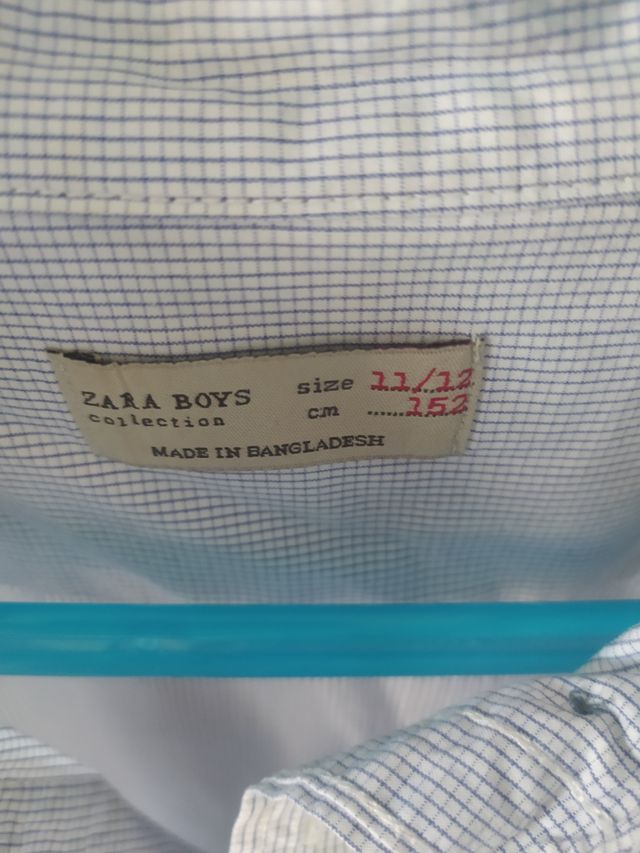 ZARA BOYS size 11/12
collection cm ......152
MADE IN BANGLADESH